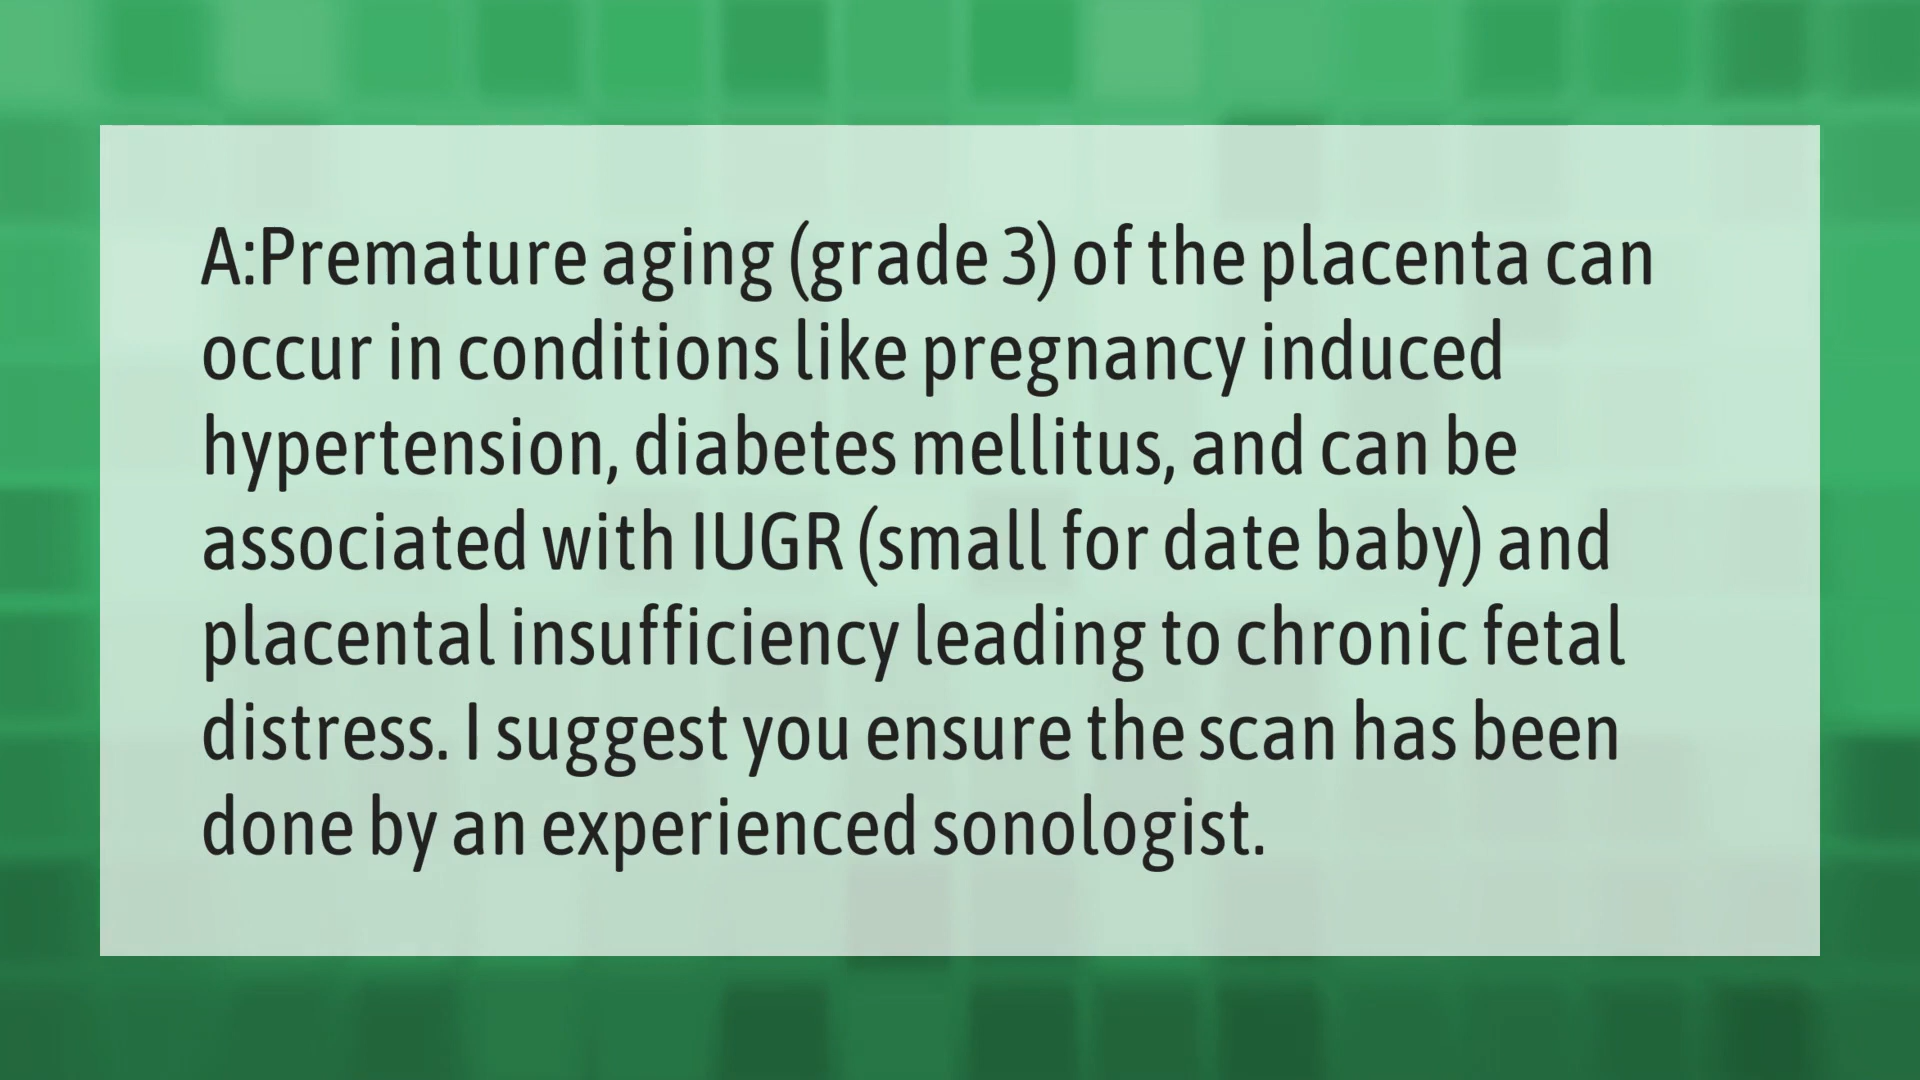 A:Premature aging (grade 3) of the placenta can
occur in conditions like pregnancy induced
hypertension, diabetes mellitus, and can be
associated with IUGR (small for date baby) and
placental insufficiency leading to chronic fetal
distress. I suggest you ensure the scan has been
done by an experienced sonologist.